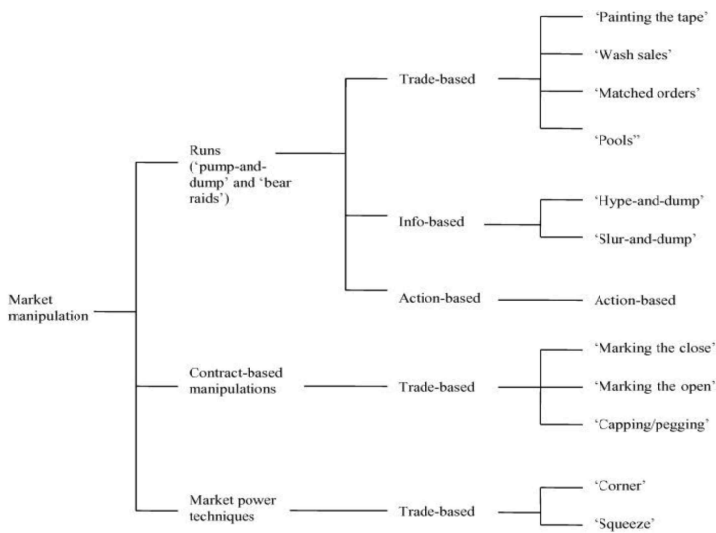 ‘Painting the tape’
‘Wash sales’
Trade-based
‘Matched orders’
‘Pools”
Runs
(‘pump-and-
dump’ and ‘bear
raids’)
‘Hype-and-dump’
Info-based
‘Slur-and-dump’
Action-based
Action-based
Market
manipulation
‘Marking the close’
Contract-based
manipulations
Trade-based
‘Marking the open’
‘Capping/pegging’
‘Corner’
Market power
techniques
Trade-based
‘Squeeze’